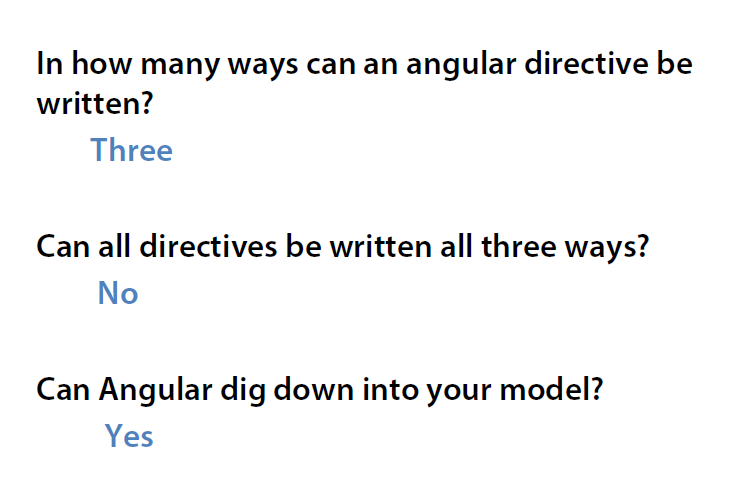 In how many ways can an angular directive be
written?
Three
Can all directives be written all three ways?
No
Can Angular dig down into your model?
Yes